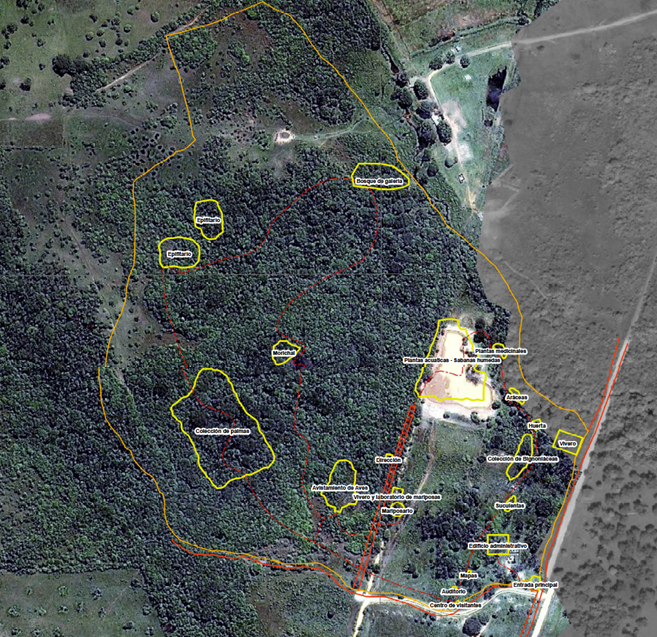 Bosque de galería
Epifitario
Epifitario
Morichal
Plantas medicinales
Plantas acuáticas - Sabanas humedas
Aráceas
Colección de palmas
Huerta
Vivero
Dirección
Colección de Bignoniáceas
Avistamiento de Aves
Vivero y laboratorio de mariposas
Mariposario
Suculentas
Edificio administrativo
Mapas
Entrada principal
Auditorio
Centro de visitantes